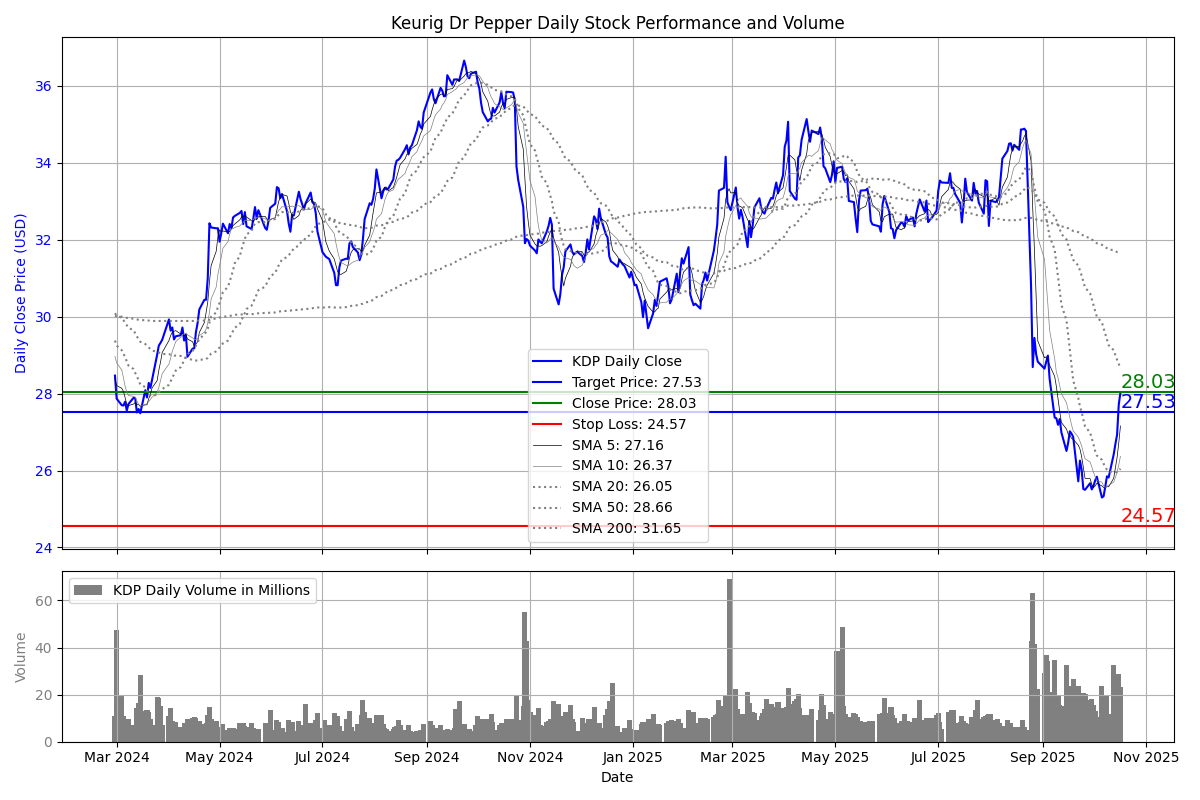 Keurig Dr Pepper Daily Stock Performance and Volume
Daily Close Price (USD)
36
34
32
30
28
26
24
28.03
27.53
24.57
KDP Daily Close
Target Price: 27.53
Close Price: 28.03
Stop Loss: 24.57
SMA 5: 27.16
SMA 10: 26.37
SMA 20: 26.05
SMA 50: 28.66
SMA 200: 31.65
KDP Daily Volume in Millions
Volume
60
40
20
0
Mar 2024 May 2024 Jul 2024 Sep 2024 Nov 2024 Jan 2025 Mar 2025 May 2025 Jul 2025 Sep 2025 Nov 2025
Date